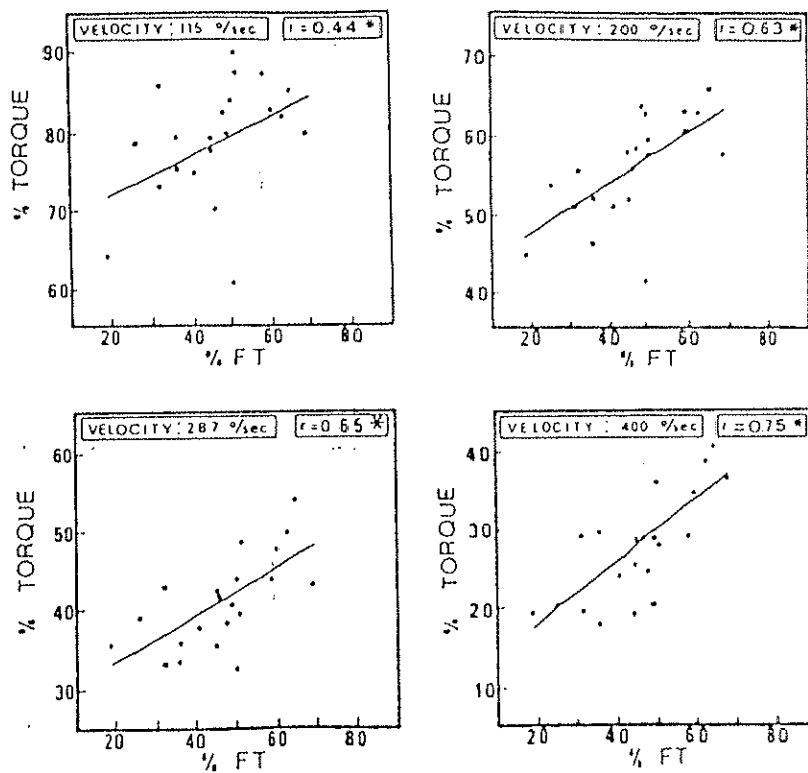 VELOCITY: 115 °/sec r=0.44 *
90
80
70
60
% TORQUE
20 40 60 80
% FT
VELOCITY: 200 °/sec r=0.63 *
70
60
50
40
% TORQUE
20 40 60 80
% FT
VELOCITY: 287 °/sec r=0.65 *
60
50
40
30
% TORQUE
20 40 60 80
% FT
VELOCITY: 400 °/sec r=0.75 *
40
30
20
10
% TORQUE
20 40 60 80
% FT